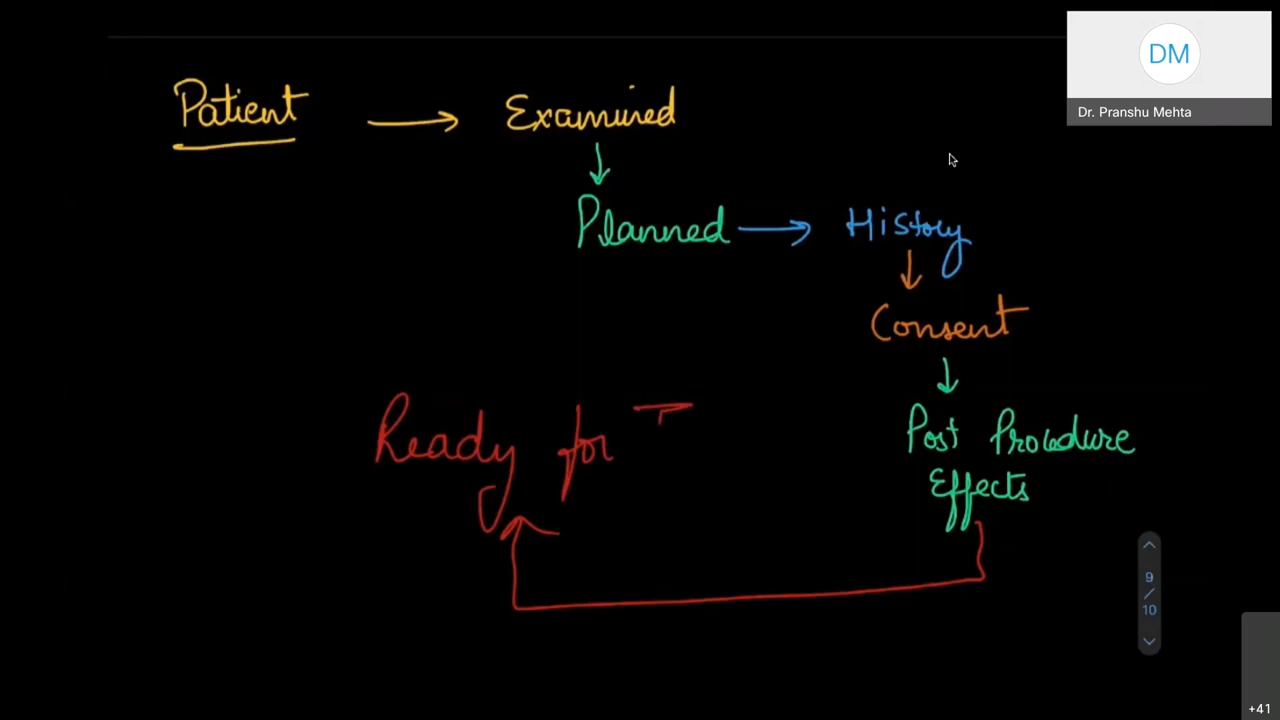 DM
Dr. Pranshu Mehta
Patient → Examined
↓
Planned → History
↓
Consent
↓
Post Procedure
Effects
Ready for T
9
/
10
+41